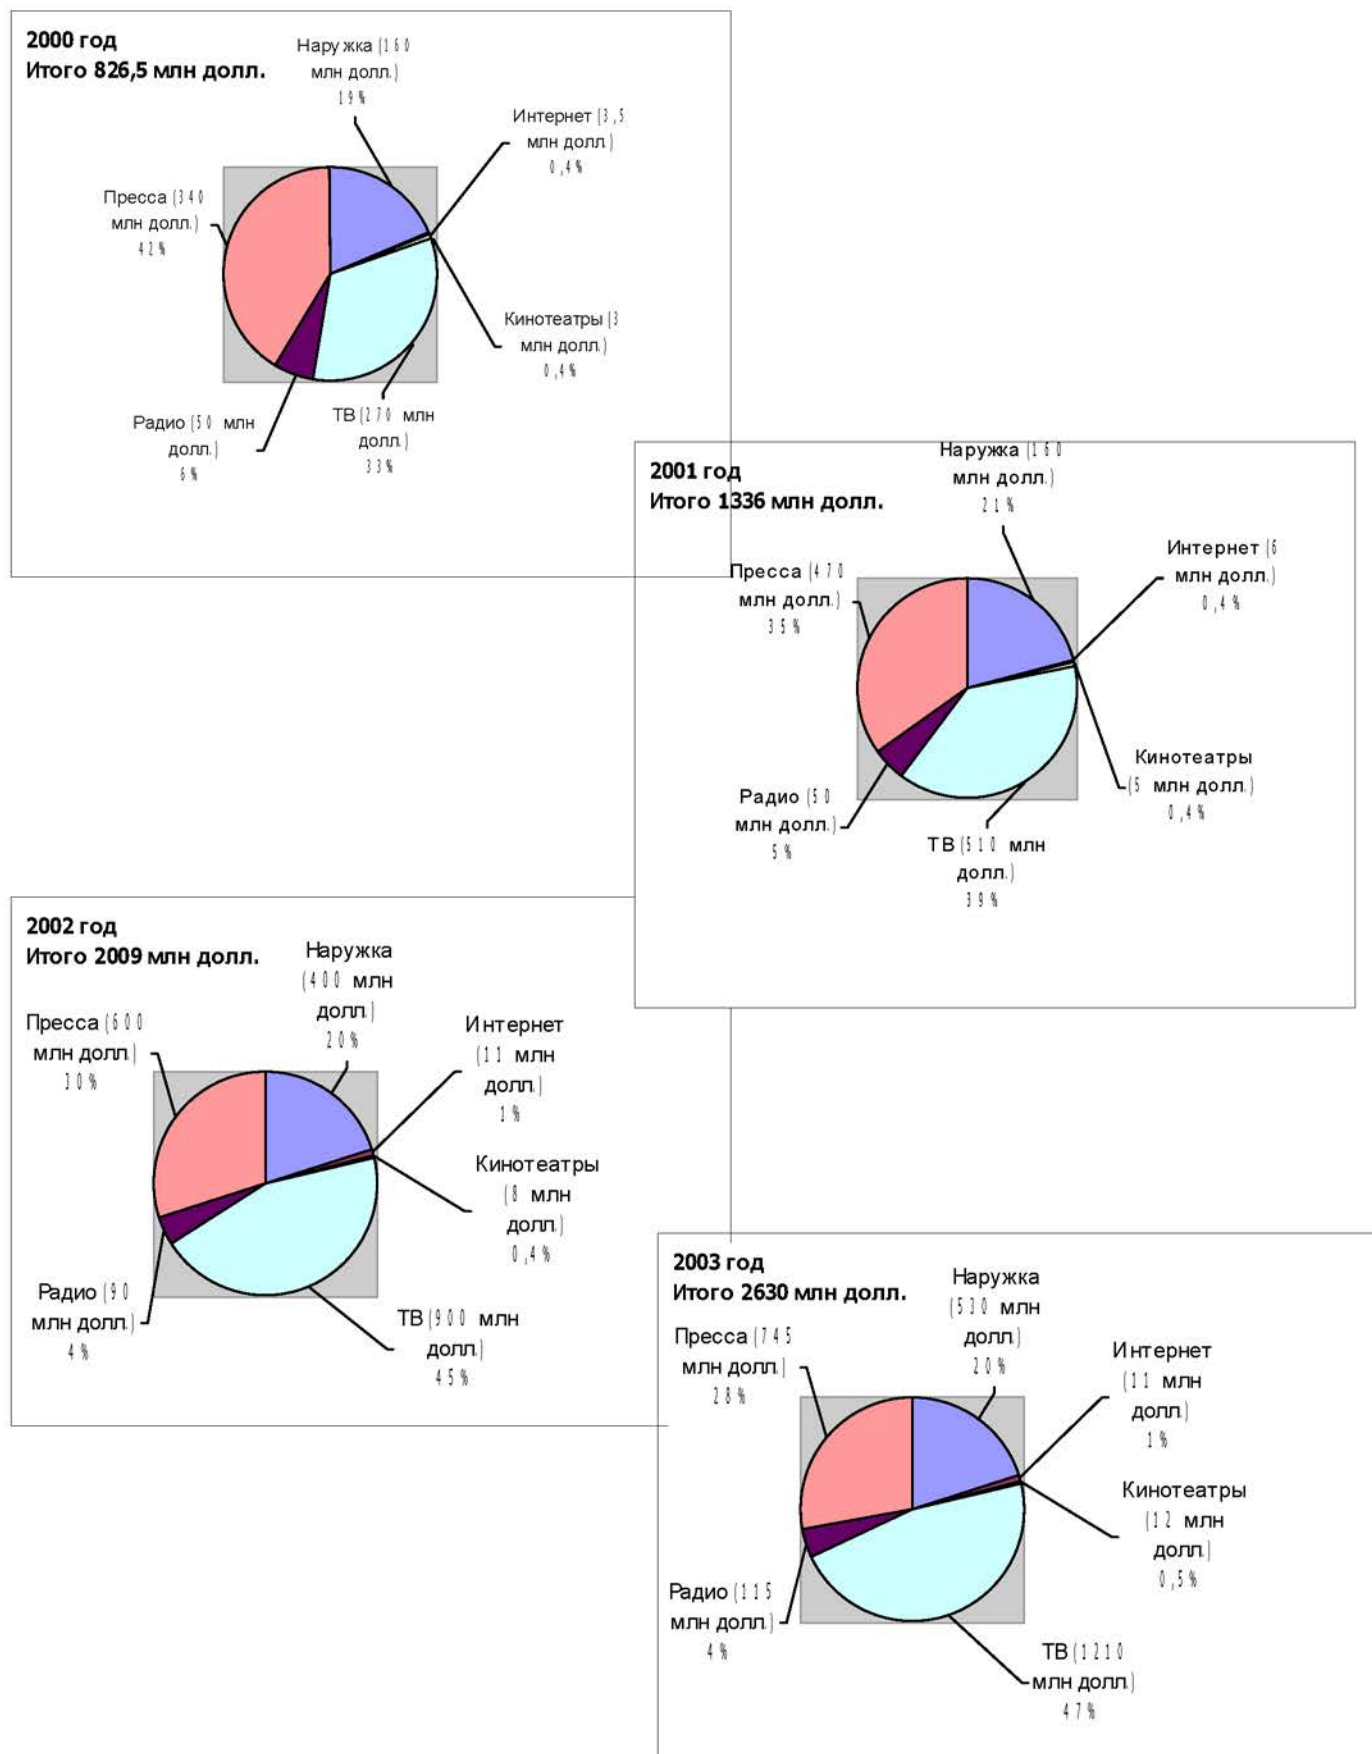 2000 год
Итого 826,5 млн долл.
Наружка (160
млн долл.)
19%
Интернет (3,5
млн долл.)
0,4%
Пресса (340
млн долл.)
42%
Кинотеатры (3
млн долл.)
0,4%
Радио (50 млн
долл.)
6%
ТВ (270 млн
долл.)
33%
2001 год
Итого 1336 млн долл.
Наружка (160
млн долл.)
21%
Интернет (6
млн долл.)
0,4%
Пресса (470
млн долл.)
35%
Кинотеатры
(5 млн долл.)
0,4%
Радио (50
млн долл.)
5%
ТВ (510 млн
долл.)
39%
2002 год
Итого 2009 млн долл.
Наружка
(400 млн
долл.)
20%
Пресса (600
млн долл.)
30%
Интернет
(11 млн
долл.)
1%
Кинотеатры
(8 млн
долл.)
0,4%
Радио (90
млн долл.)
4%
ТВ (900 млн
долл.)
45%
2003 год
Итого 2630 млн долл.
Наружка
(530 млн
долл.)
20%
Пресса (745
млн долл.)
28%
Интернет
(11 млн
долл.)
1%
Кинотеатры
(12 млн
долл.)
0,5%
Радио (115
млн долл.)
4%
ТВ (1210
млн долл.)
47%